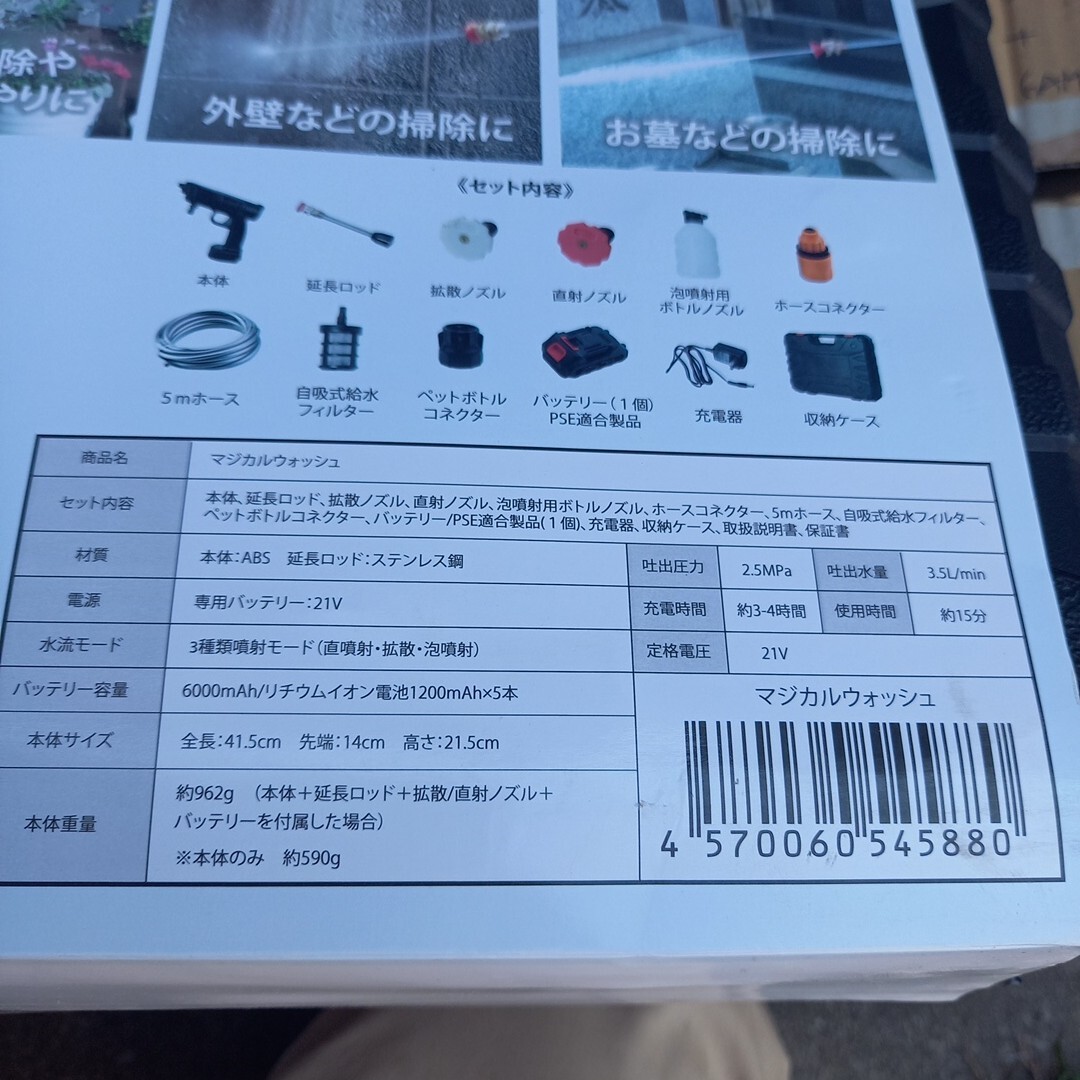 除や
やりに
外壁などの掃除に
お墓などの掃除に
《セット内容》
本体
延長ロッド
拡散ノズル
直射ノズル
泡噴射用
ボトルノズル
ホースコネクター
5mホース
自吸式給水
フィルター
ペットボトル
コネクター
バッテリー(1個)
PSE適合製品
充電器
収納ケース
商品名 マジカルウォッシュ
セット内容 本体、延長ロッド、拡散ノズル、直射ノズル、泡噴射用ボトルノズル、ホースコネクター、5mホース、自吸式給水フィルター、
ペットボトルコネクター、バッテリー/PSE適合製品(1個)、充電器、収納ケース、取扱説明書、保証書
材質 本体:ABS 延長ロッド:ステンレス鋼 吐出圧力 2.5MPa 吐出水量 3.5L/min
電源 専用バッテリー:21V 充電時間 約3-4時間 使用時間 約15分
水流モード 3種類噴射モード(直噴射・拡散・泡噴射) 定格電圧 21V
バッテリー容量 6000mAh/リチウムイオン電池1200mAh×5本
本体サイズ 全長:41.5cm 先端:14cm 高さ:21.5cm
本体重量 約962g (本体+延長ロッド+拡散/直射ノズル+
バッテリーを付属した場合)
※本体のみ 約590g
マジカルウォッシュ
4 570060 545880